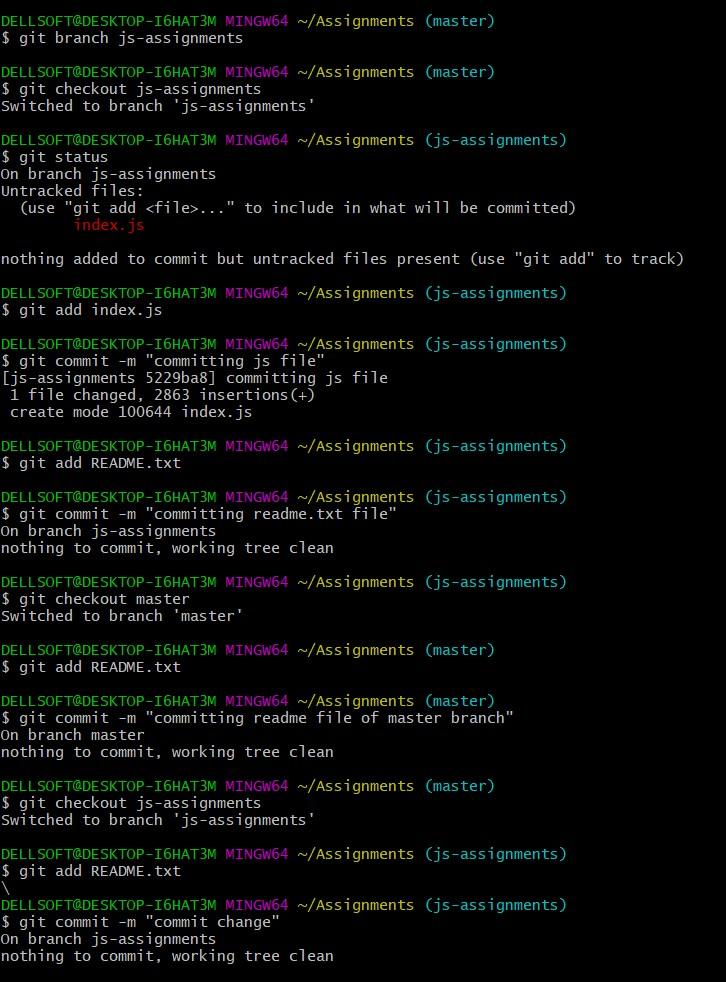 DELLSOFT@DESKTOP-I6HAT3M MINGW64 ~/Assignments (master)
$ git branch js-assignments
DELLSOFT@DESKTOP-I6HAT3M MINGW64 ~/Assignments (master)
$ git checkout js-assignments
Switched to branch 'js-assignments'
DELLSOFT@DESKTOP-I6HAT3M MINGW64 ~/Assignments (js-assignments)
$ git status
On branch js-assignments
Untracked files:
  (use "git add <file>..." to include in what will be committed)
        index.js
nothing added to commit but untracked files present (use "git add" to track)
DELLSOFT@DESKTOP-I6HAT3M MINGW64 ~/Assignments (js-assignments)
$ git add index.js
DELLSOFT@DESKTOP-I6HAT3M MINGW64 ~/Assignments (js-assignments)
$ git commit -m "committing js file"
[js-assignments 5229ba8] committing js file
 1 file changed, 2863 insertions(+)
 create mode 100644 index.js
DELLSOFT@DESKTOP-I6HAT3M MINGW64 ~/Assignments (js-assignments)
$ git add README.txt
DELLSOFT@DESKTOP-I6HAT3M MINGW64 ~/Assignments (js-assignments)
$ git commit -m "committing readme.txt file"
On branch js-assignments
nothing to commit, working tree clean
DELLSOFT@DESKTOP-I6HAT3M MINGW64 ~/Assignments (js-assignments)
$ git checkout master
Switched to branch 'master'
DELLSOFT@DESKTOP-I6HAT3M MINGW64 ~/Assignments (master)
$ git add README.txt
DELLSOFT@DESKTOP-I6HAT3M MINGW64 ~/Assignments (master)
$ git commit -m "committing readme file of master branch"
On branch master
nothing to commit, working tree clean
DELLSOFT@DESKTOP-I6HAT3M MINGW64 ~/Assignments (master)
$ git checkout js-assignments
Switched to branch 'js-assignments'
DELLSOFT@DESKTOP-I6HAT3M MINGW64 ~/Assignments (js-assignments)
$ git add README.txt
\
DELLSOFT@DESKTOP-I6HAT3M MINGW64 ~/Assignments (js-assignments)
$ git commit -m "commit change"
On branch js-assignments
nothing to commit, working tree clean